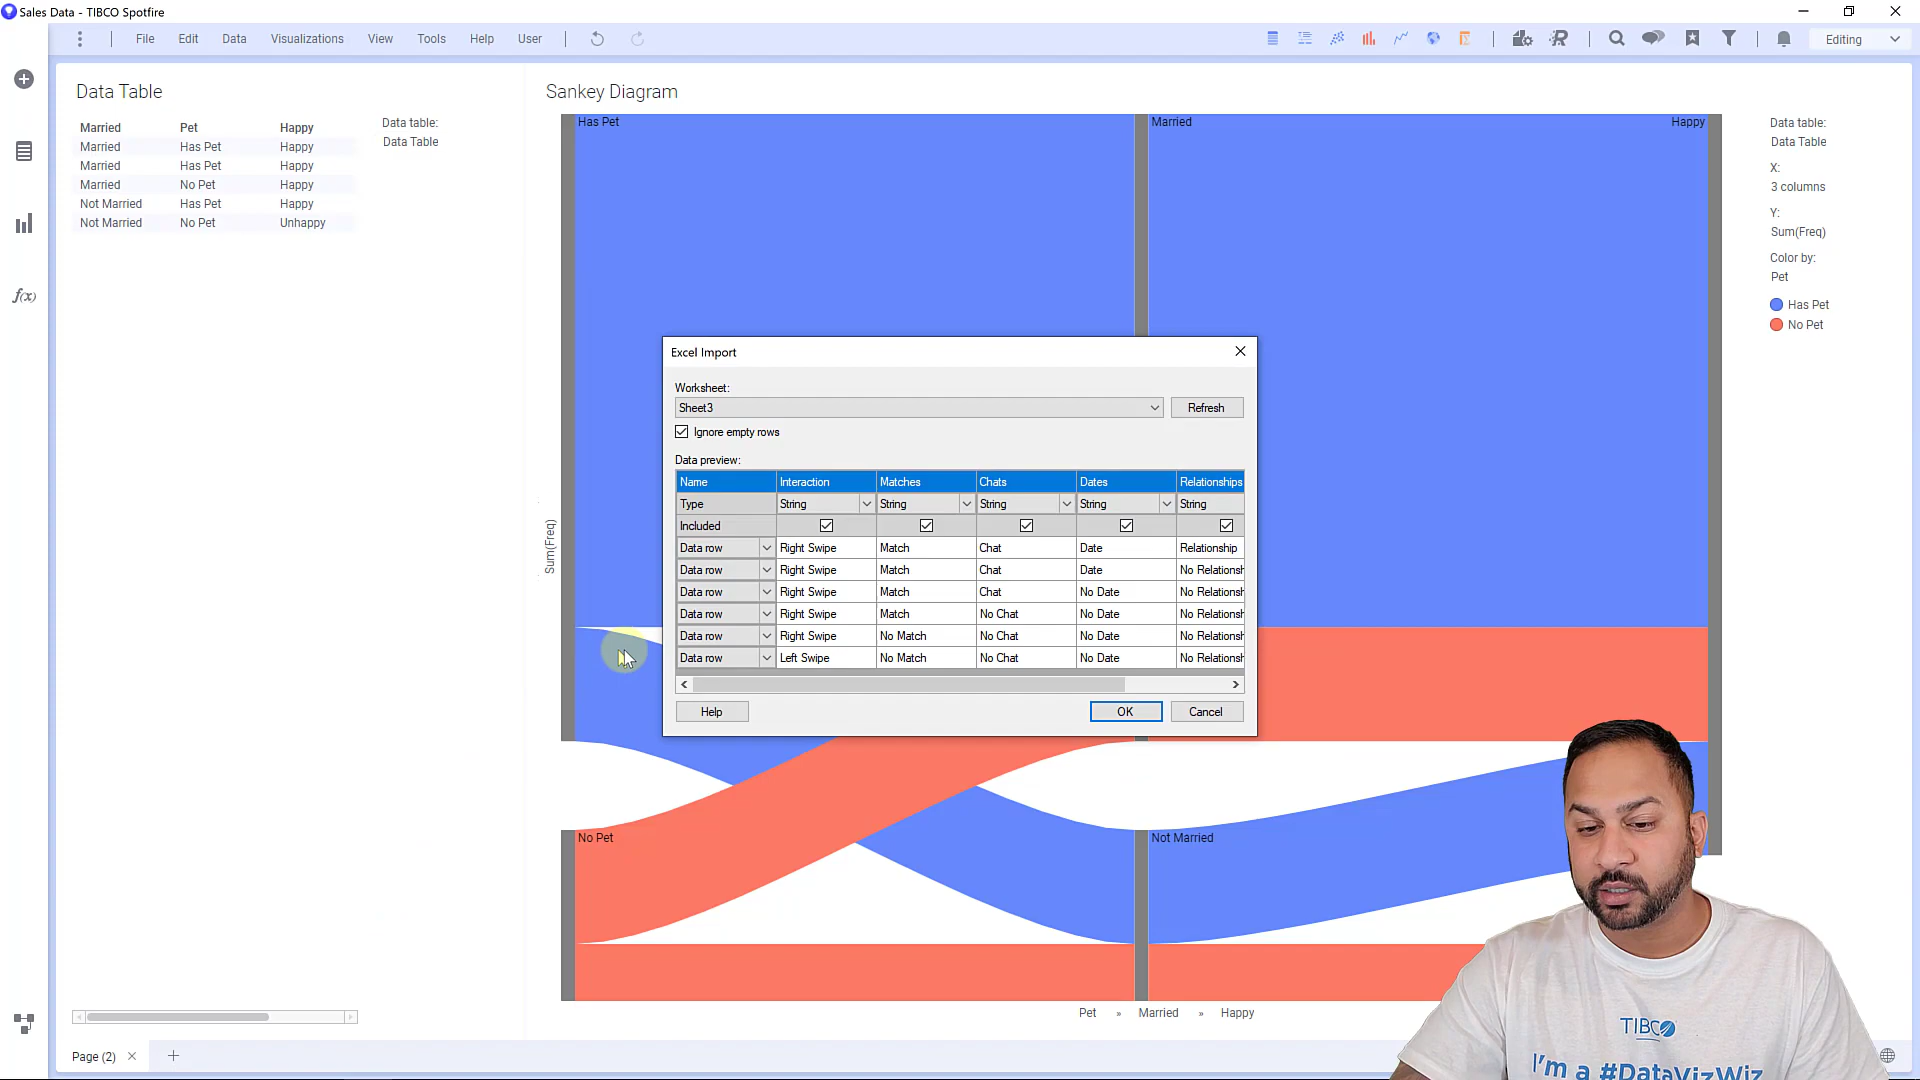 Sales Data - TIBCO Spotfire
File Edit Data Visualizations View Tools Help User
Editing
Data Table
Married Pet Happy
Married Has Pet Happy
Married Has Pet Happy
Married No Pet Happy
Not Married Has Pet Happy
Not Married No Pet Unhappy
Data table:
Data Table
Sankey Diagram
Has Pet
Married
Happy
Sum(Freq)
No Pet
Not Married
Pet » Married » Happy
Data table:
Data Table
X:
3 columns
Y:
Sum(Freq)
Color by:
Pet
Has Pet
No Pet
Excel Import
Worksheet:
Sheet3
Refresh
Ignore empty rows
Data preview:
Name Interaction Matches Chats Dates Relationships
Type String String String String String
Included
Data row Right Swipe Match Chat Date Relationship
Data row Right Swipe Match Chat Date No Relationsh
Data row Right Swipe Match Chat No Date No Relationsh
Data row Right Swipe Match No Chat No Date No Relationsh
Data row Right Swipe No Match No Chat No Date No Relationsh
Data row Left Swipe No Match No Chat No Date No Relationsh
Help
OK
Cancel
f(x)
Page (2)
TIBCO
I'm a #DataVizWiz